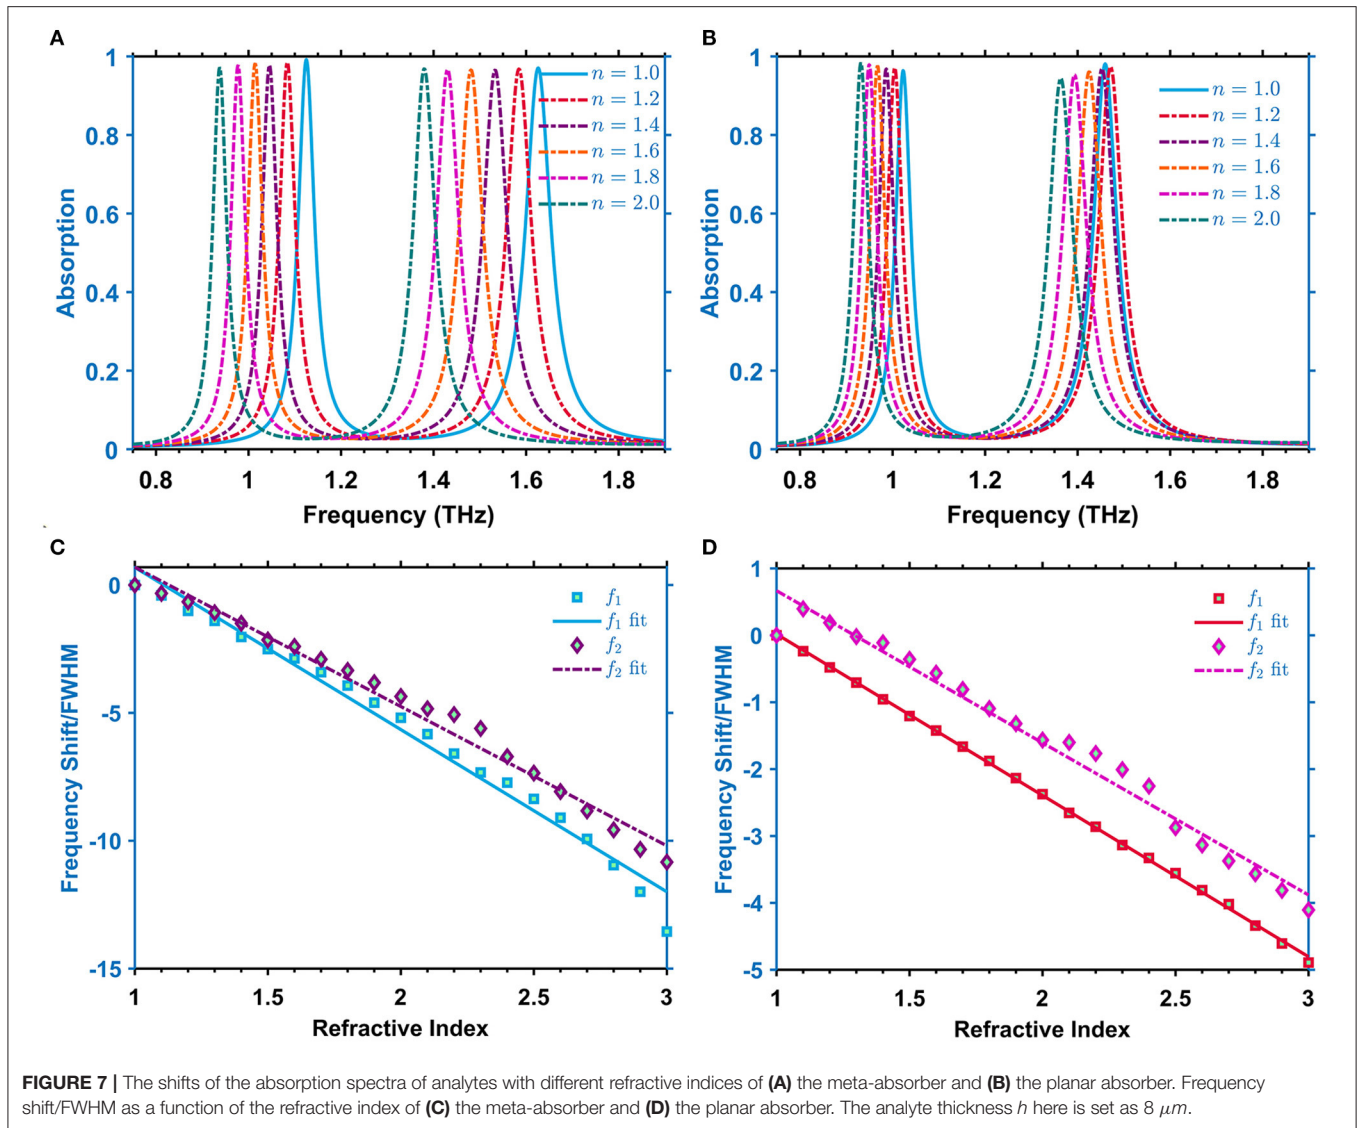 A
1
0.8
0.6
0.4
0.2
0
Absorption
0.8 1 1.2 1.4 1.6 1.8
Frequency (THz)
n = 1.0
n = 1.2
n = 1.4
n = 1.6
n = 1.8
n = 2.0
B
1
0.8
0.6
0.4
0.2
0
Absorption
0.8 1 1.2 1.4 1.6 1.8
Frequency (THz)
n = 1.0
n = 1.2
n = 1.4
n = 1.6
n = 1.8
n = 2.0
C
0
-5
-10
-15
Frequency Shift/FWHM
1 1.5 2 2.5 3
Refractive Index
f₁
f₁ fit
f₂
f₂ fit
D
1
0
-1
-2
-3
-4
-5
Frequency Shift/FWHM
1 1.5 2 2.5 3
Refractive Index
f₁
f₁ fit
f₂
f₂ fit
FIGURE 7 | The shifts of the absorption spectra of analytes with different refractive indices of (A) the meta-absorber and (B) the planar absorber. Frequency
shift/FWHM as a function of the refractive index of (C) the meta-absorber and (D) the planar absorber. The analyte thickness h here is set as 8 μm.